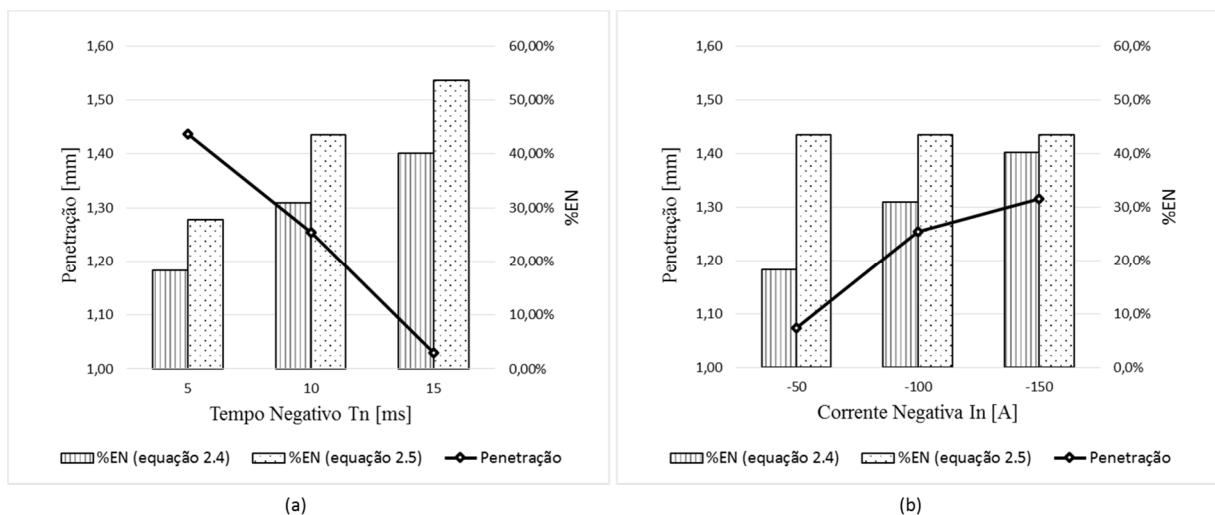 1,60
1,50
1,40
1,30
1,20
1,10
1,00
Penetração [mm]
60,00%
50,00%
40,00%
30,00%
20,00%
10,00%
0,00%
%EN
5 10 15
Tempo Negativo Tn [ms]
%EN (equação 2.4) %EN (equação 2.5) Penetração
(a)
1,60
1,50
1,40
1,30
1,20
1,10
1,00
Penetração [mm]
60,0%
50,0%
40,0%
30,0%
20,0%
10,0%
0,0%
%EN
-50 -100 -150
Corrente Negativa In [A]
%EN (equação 2.4) %EN (equação 2.5) Penetração
(b)